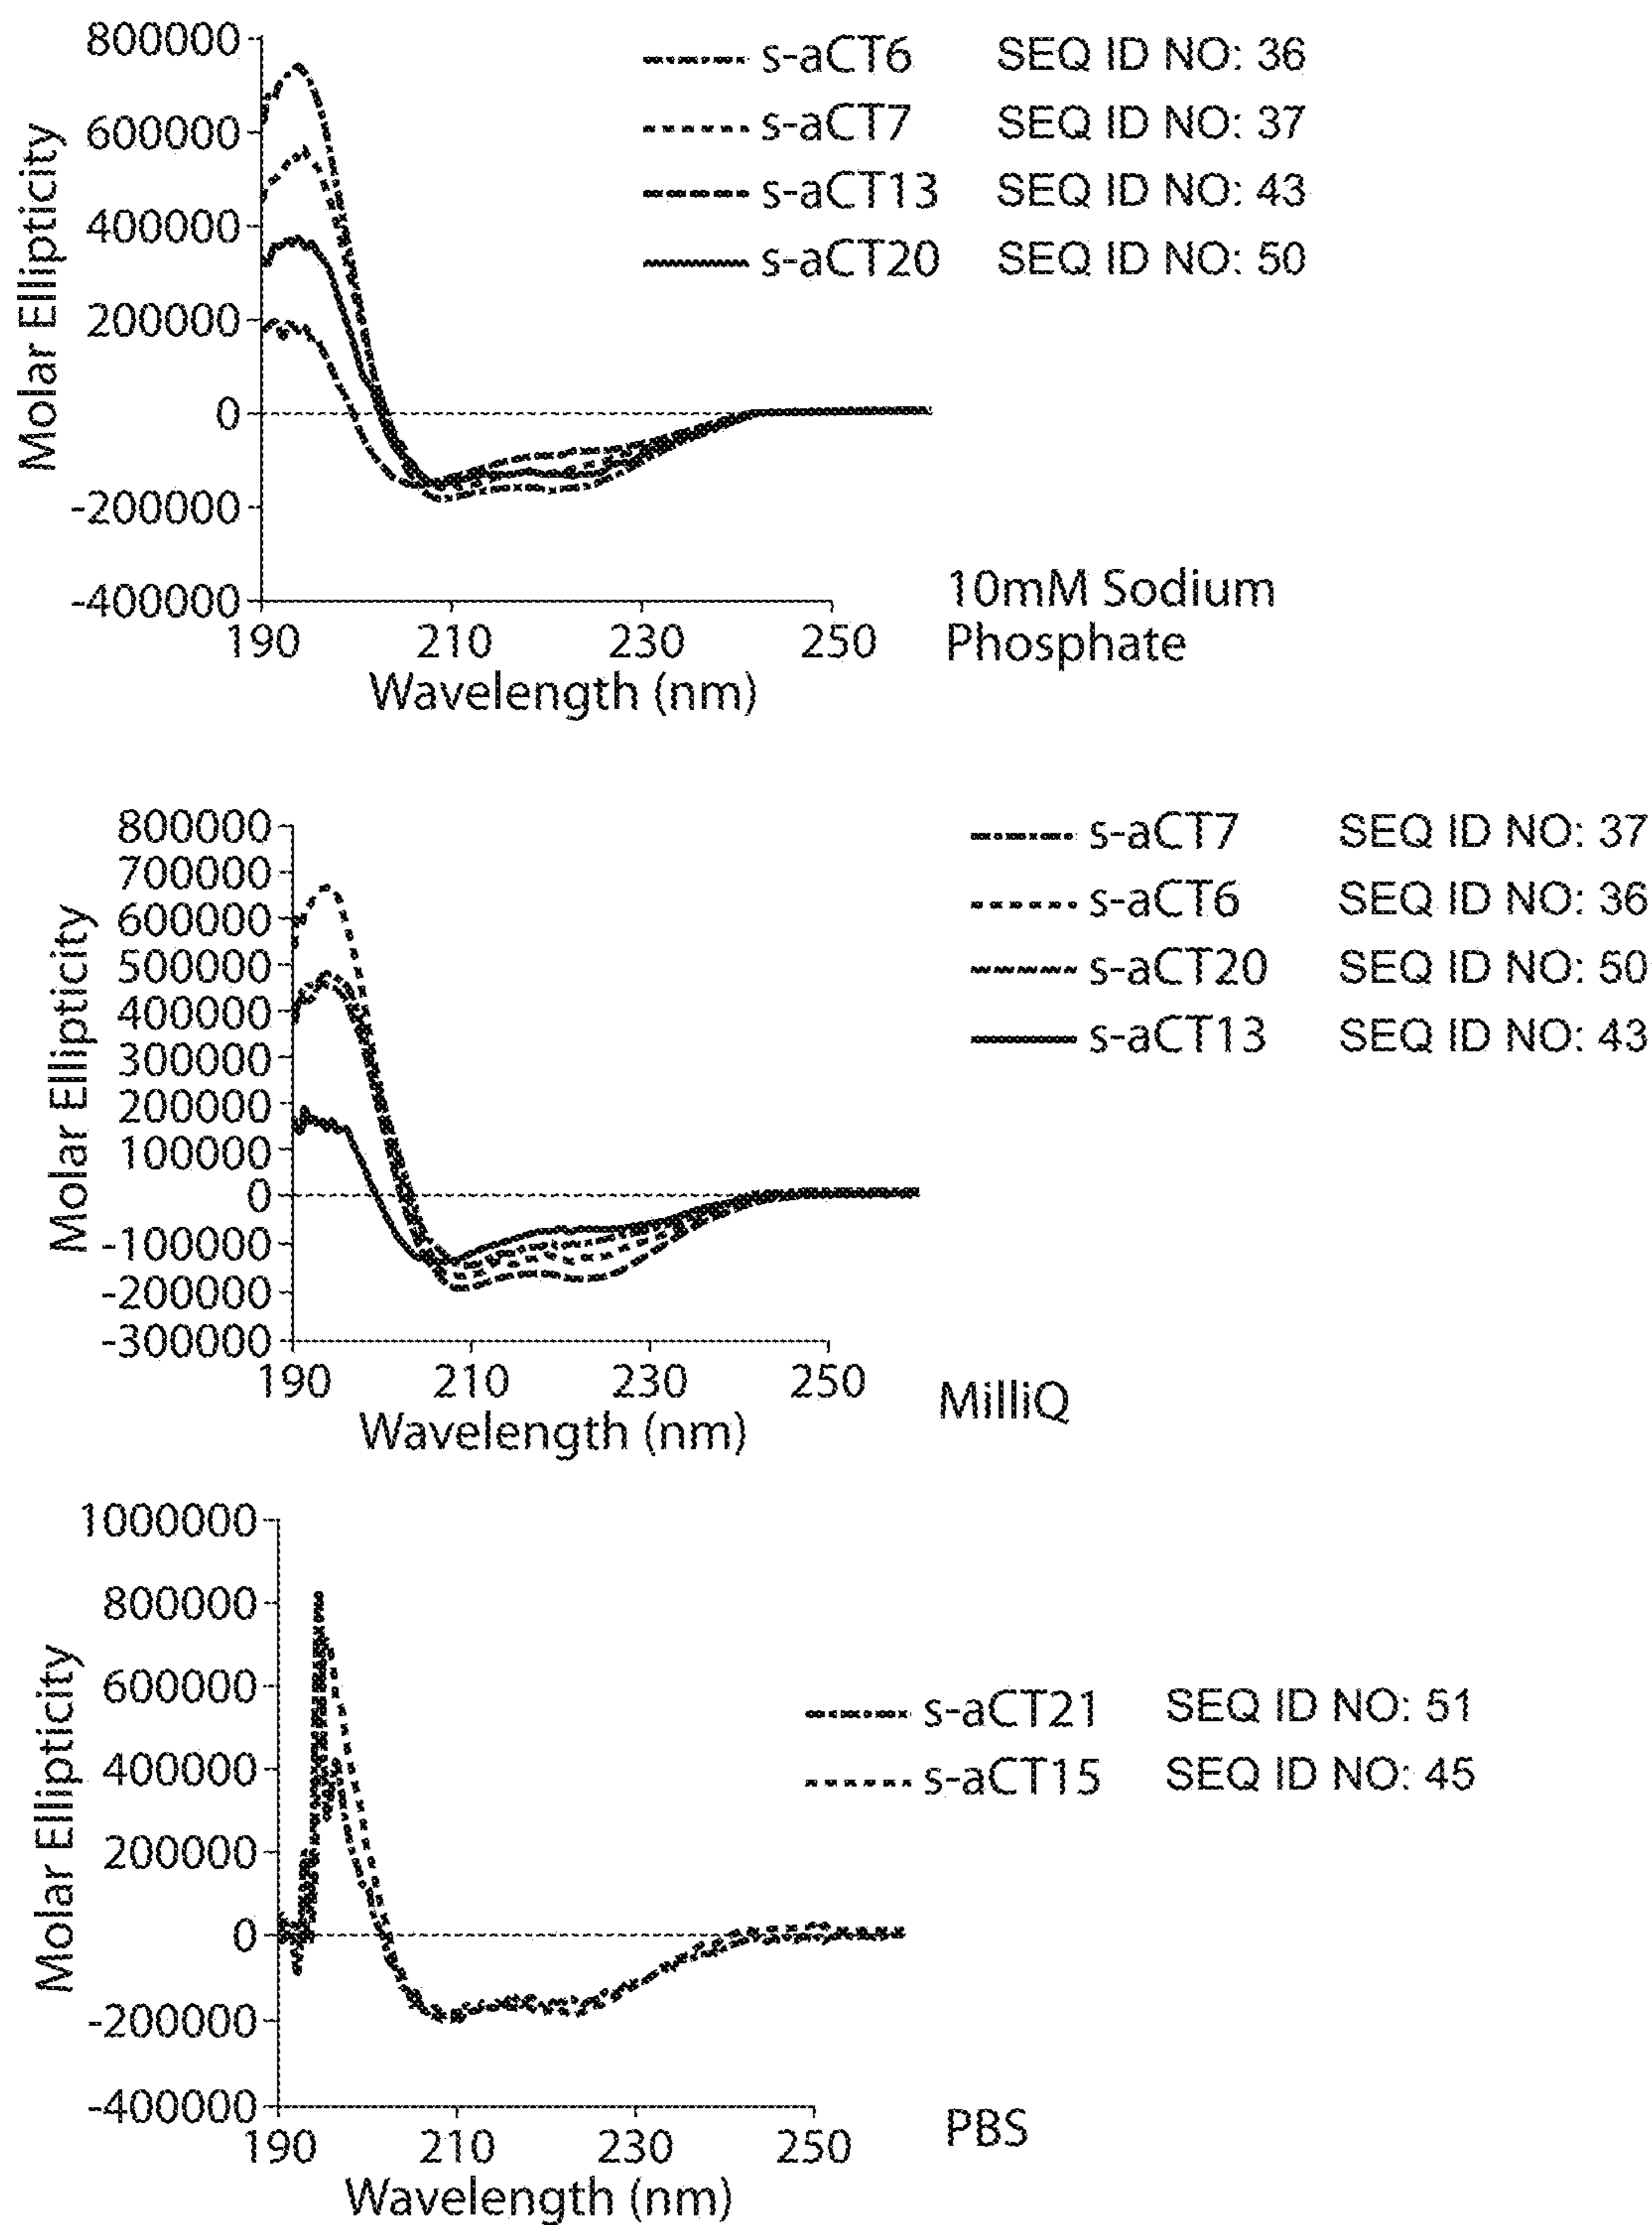 800000
600000
400000
200000
0
-200000
-400000
Molar Ellipticity
190 210 230 250
Wavelength (nm)
s-aCT6 SEQ ID NO: 36
s-aCT7 SEQ ID NO: 37
s-aCT13 SEQ ID NO: 43
s-aCT20 SEQ ID NO: 50
10mM Sodium
Phosphate
800000
700000
600000
500000
400000
300000
200000
100000
0
-100000
-200000
-300000
Molar Ellipticity
190 210 230 250
Wavelength (nm)
s-aCT7 SEQ ID NO: 37
s-aCT6 SEQ ID NO: 36
s-aCT20 SEQ ID NO: 50
s-aCT13 SEQ ID NO: 43
MilliQ
1000000
800000
600000
400000
200000
0
-200000
-400000
Molar Ellipticity
190 210 230 250
Wavelength (nm)
s-aCT21 SEQ ID NO: 51
s-aCT15 SEQ ID NO: 45
PBS